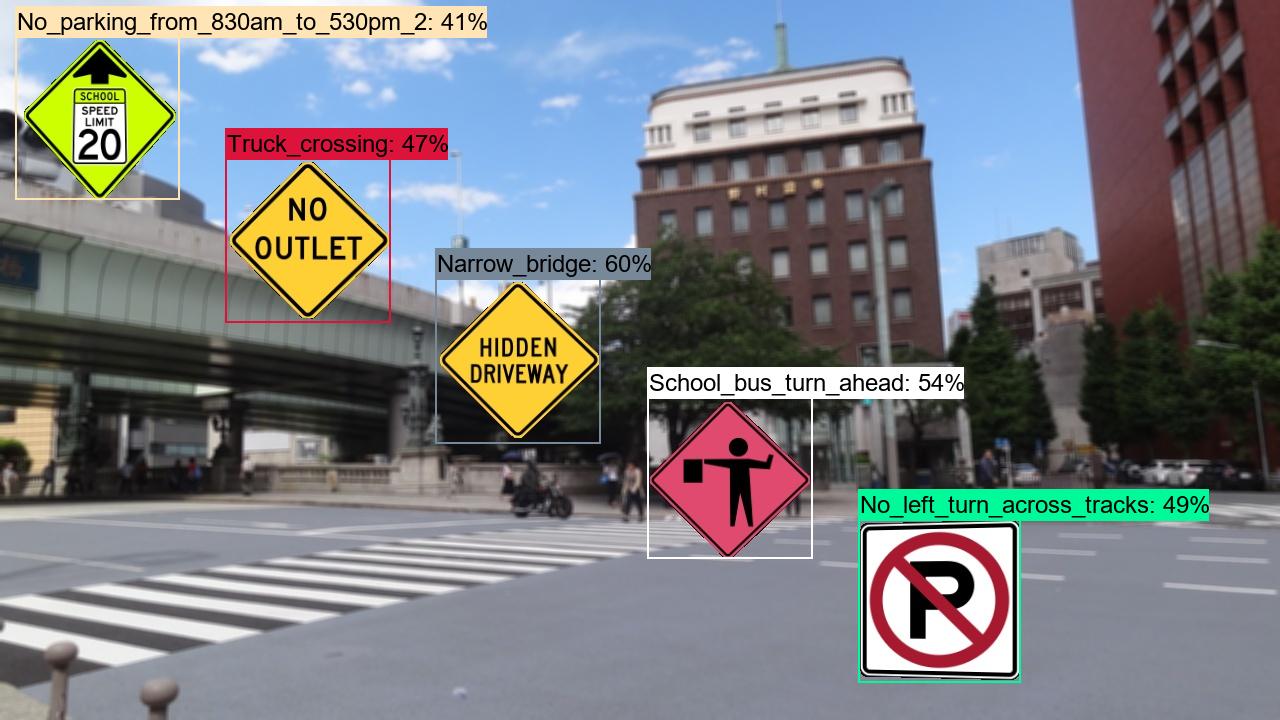 No_parking_from_830am_to_530pm_2: 41%
SCHOOL
SPEED
LIMIT
20
Truck_crossing: 47%
NO
OUTLET
Narrow_bridge: 60%
HIDDEN
DRIVEWAY
School_bus_turn_ahead: 54%
No_left_turn_across_tracks: 49%
P